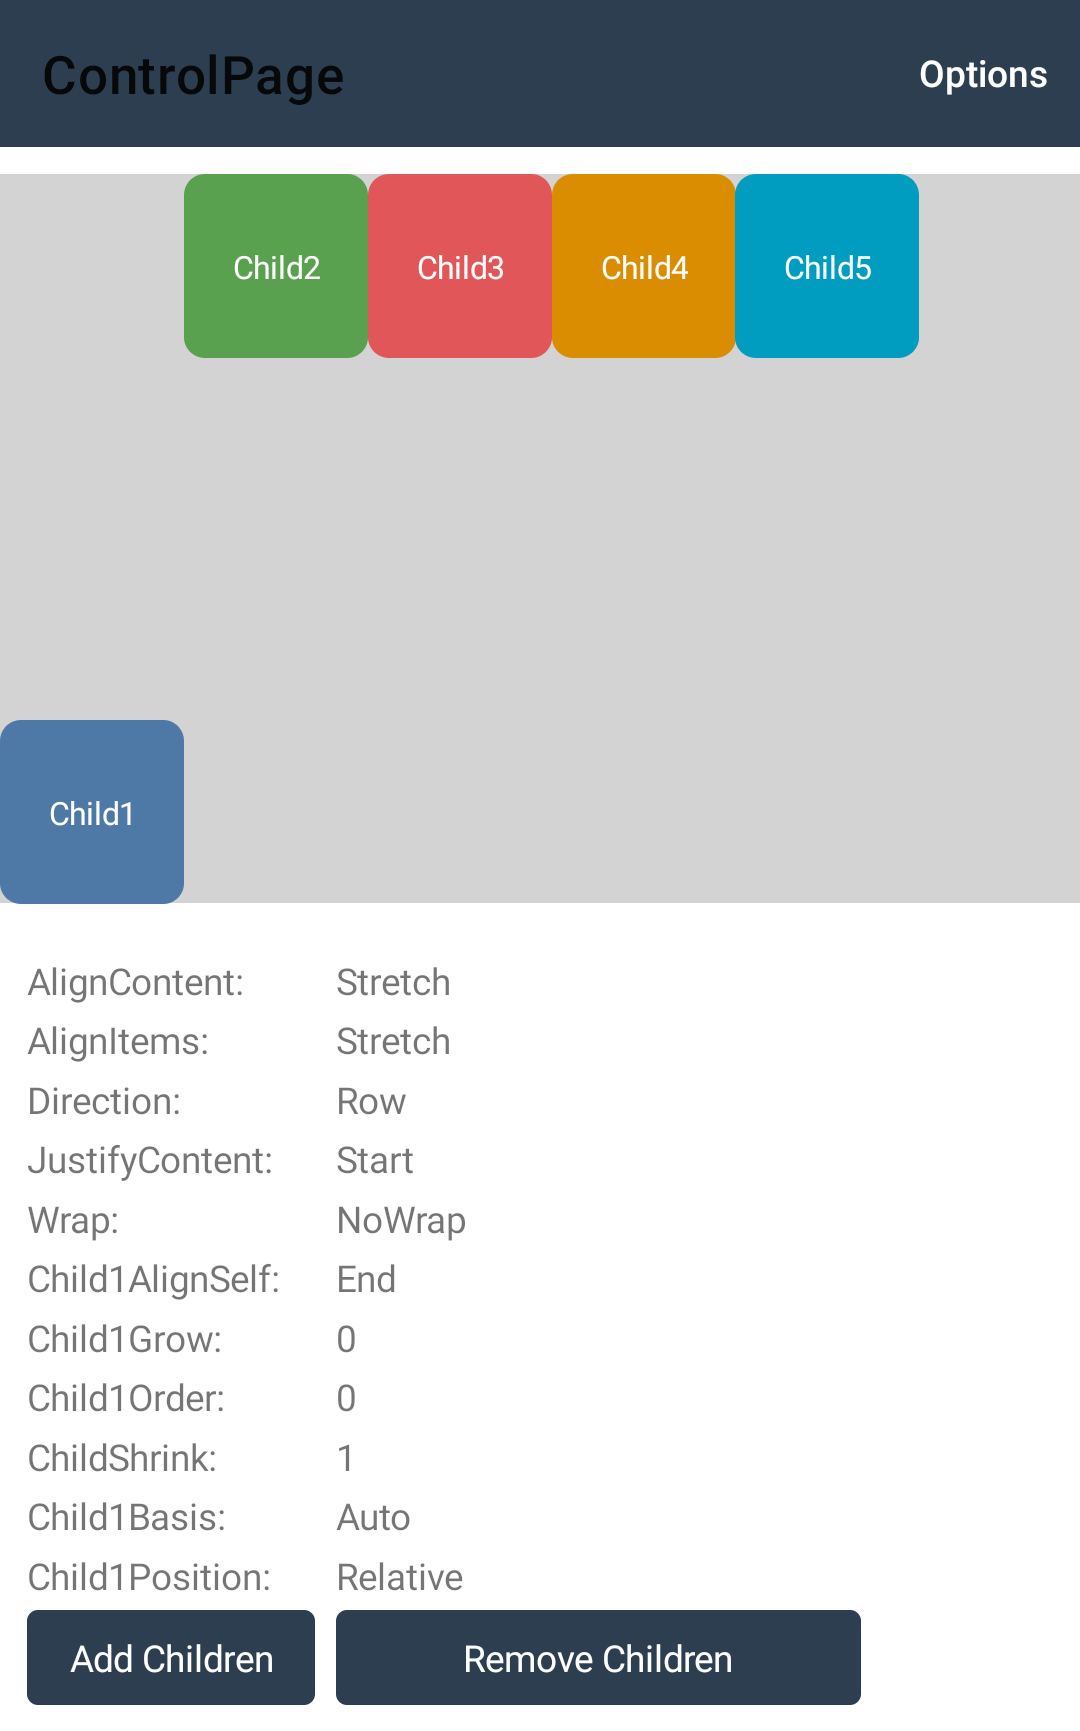 ControlPage
Options
Child2
Child3
Child4
Child5
Child1
AlignContent: Stretch
AlignItems: Stretch
Direction: Row
JustifyContent: Start
Wrap: NoWrap
Child1AlignSelf: End
Child1Grow: 0
Child1Order: 0
ChildShrink: 1
Child1Basis: Auto
Child1Position: Relative
Add Children
Remove Children